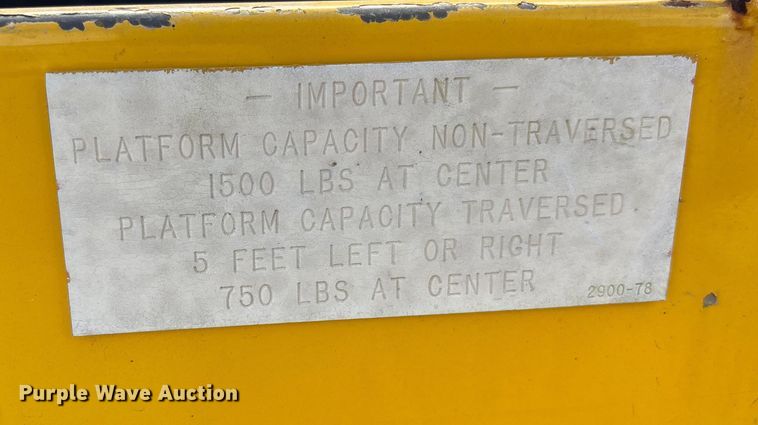 — IMPORTANT —
PLATFORM CAPACITY NON-TRAVERSED
1500 LBS AT CENTER
PLATFORM CAPACITY TRAVERSED
5 FEET LEFT OR RIGHT
750 LBS AT CENTER
2900-78
Purple Wave Auction